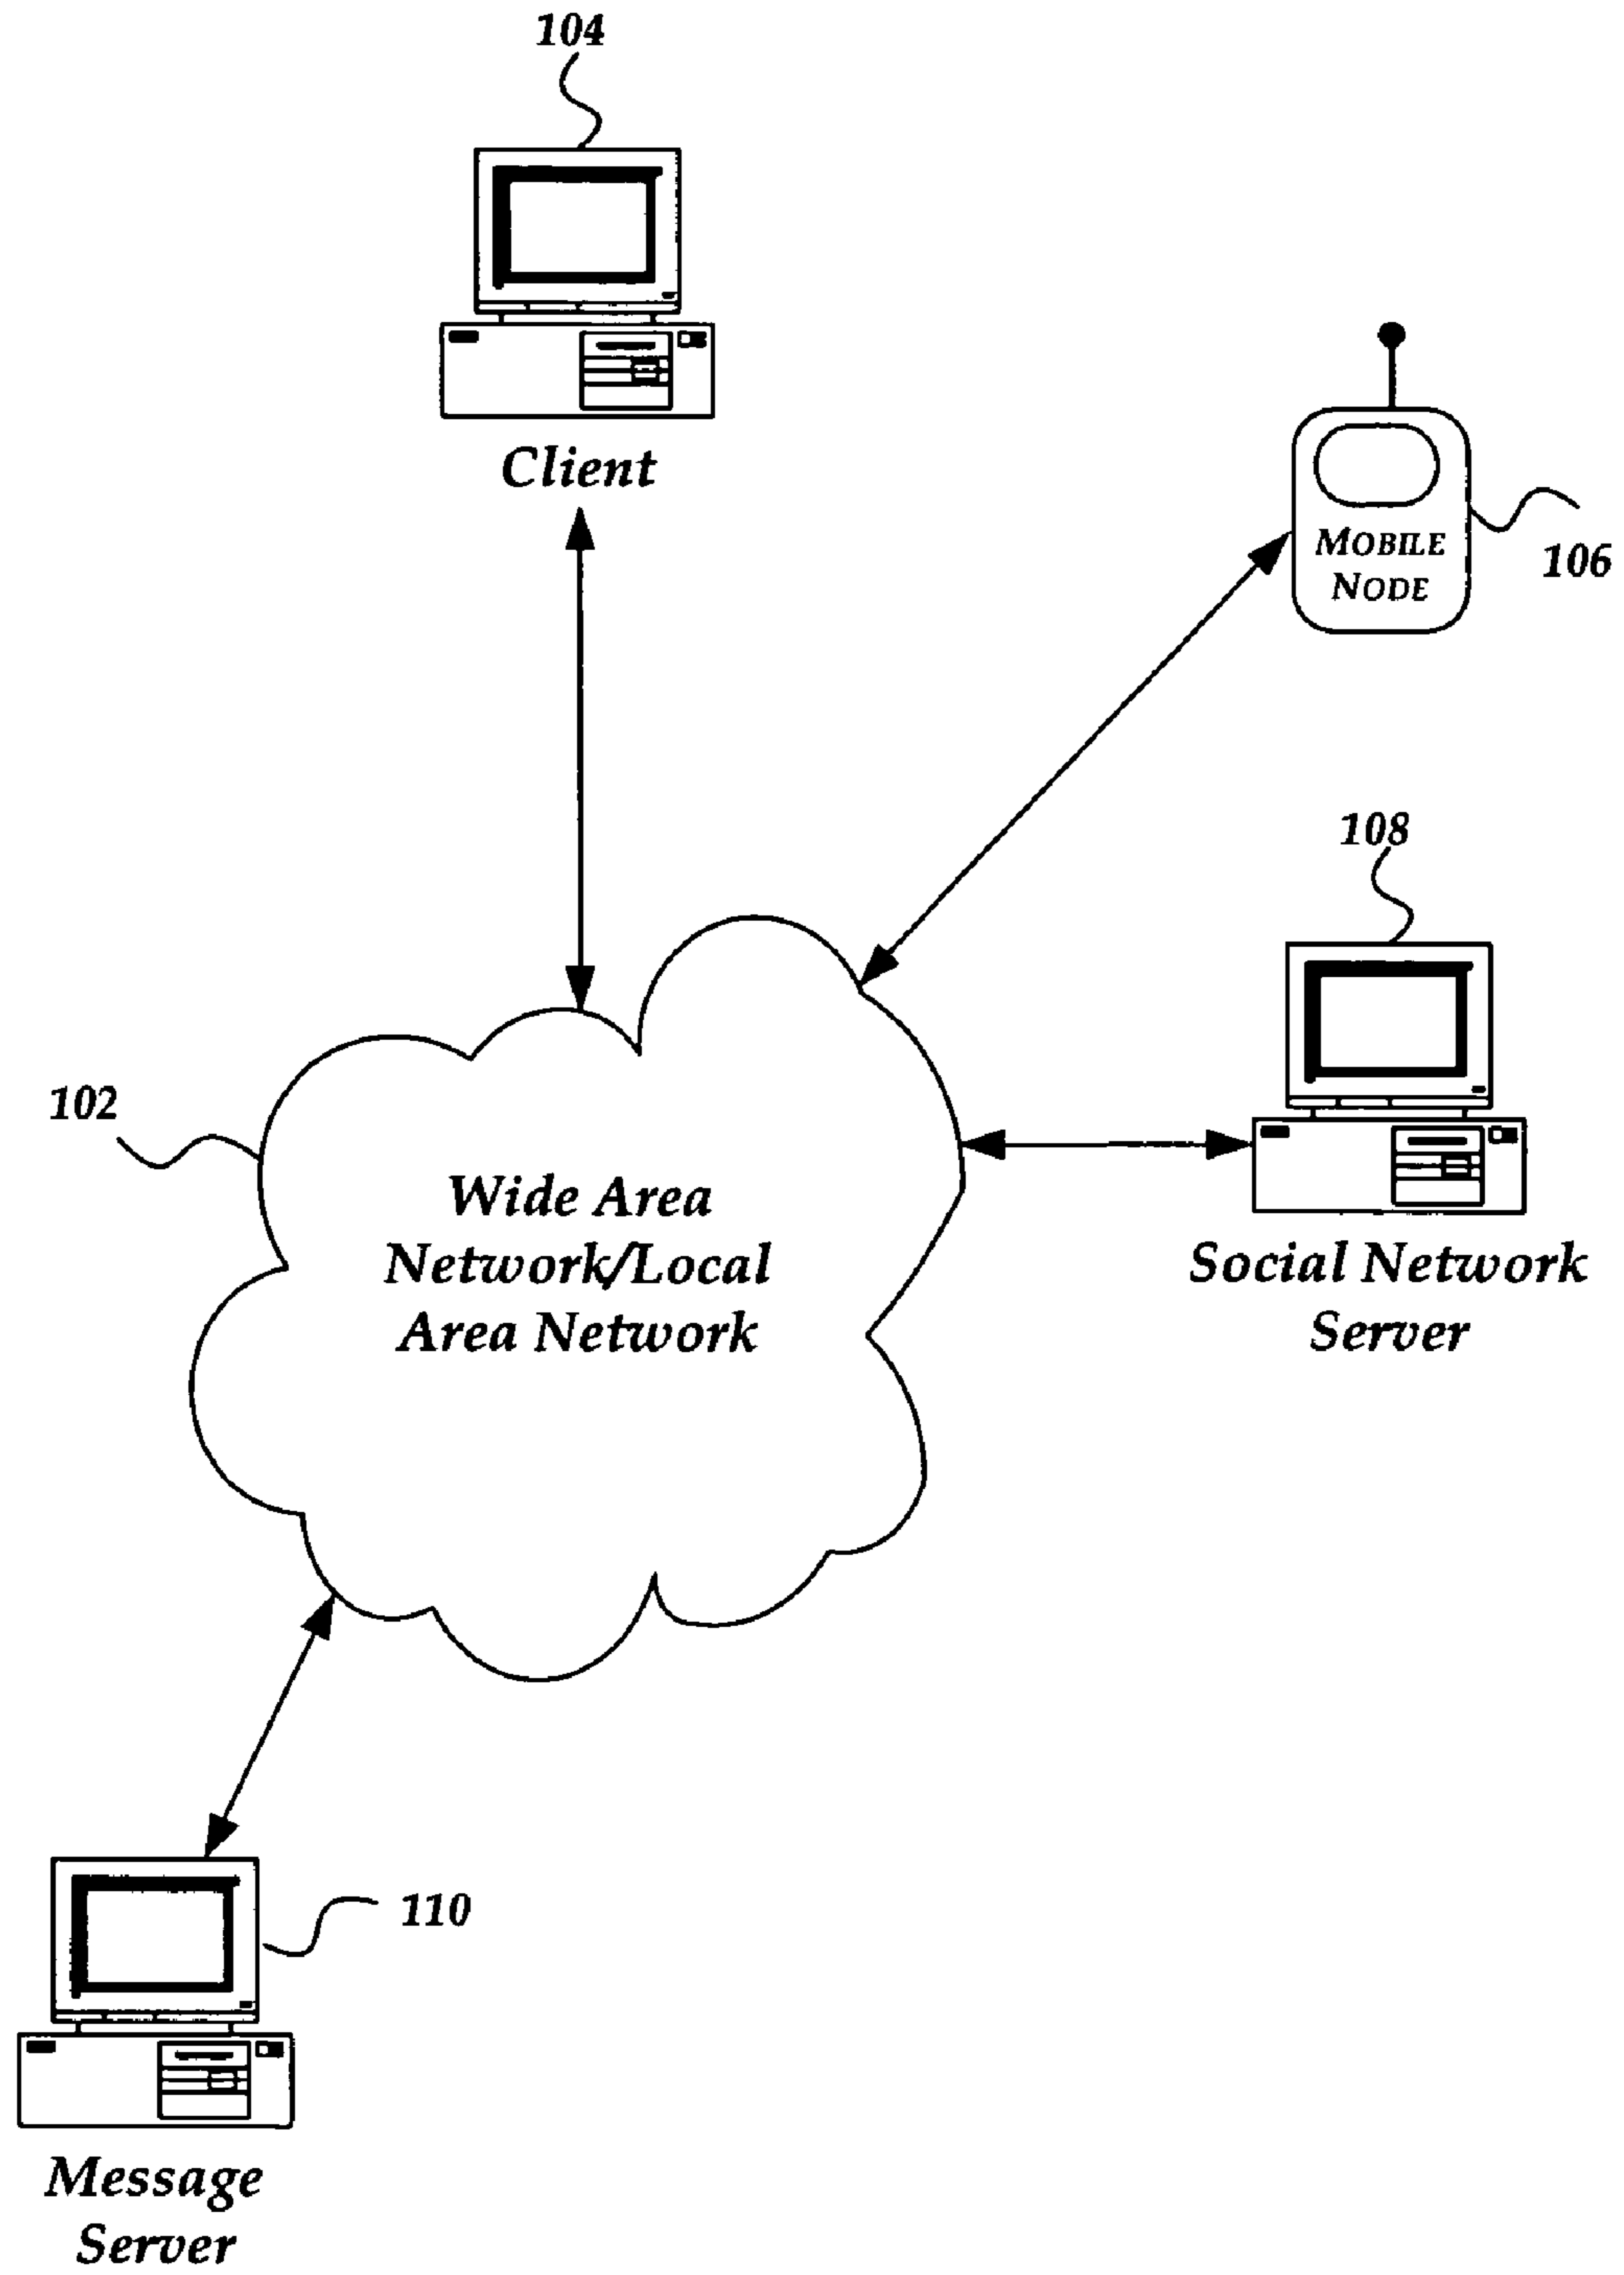 104
Client
MOBILE
NODE
106
108
102
Wide Area
Network/Local
Area Network
Social Network
Server
110
Message
Server